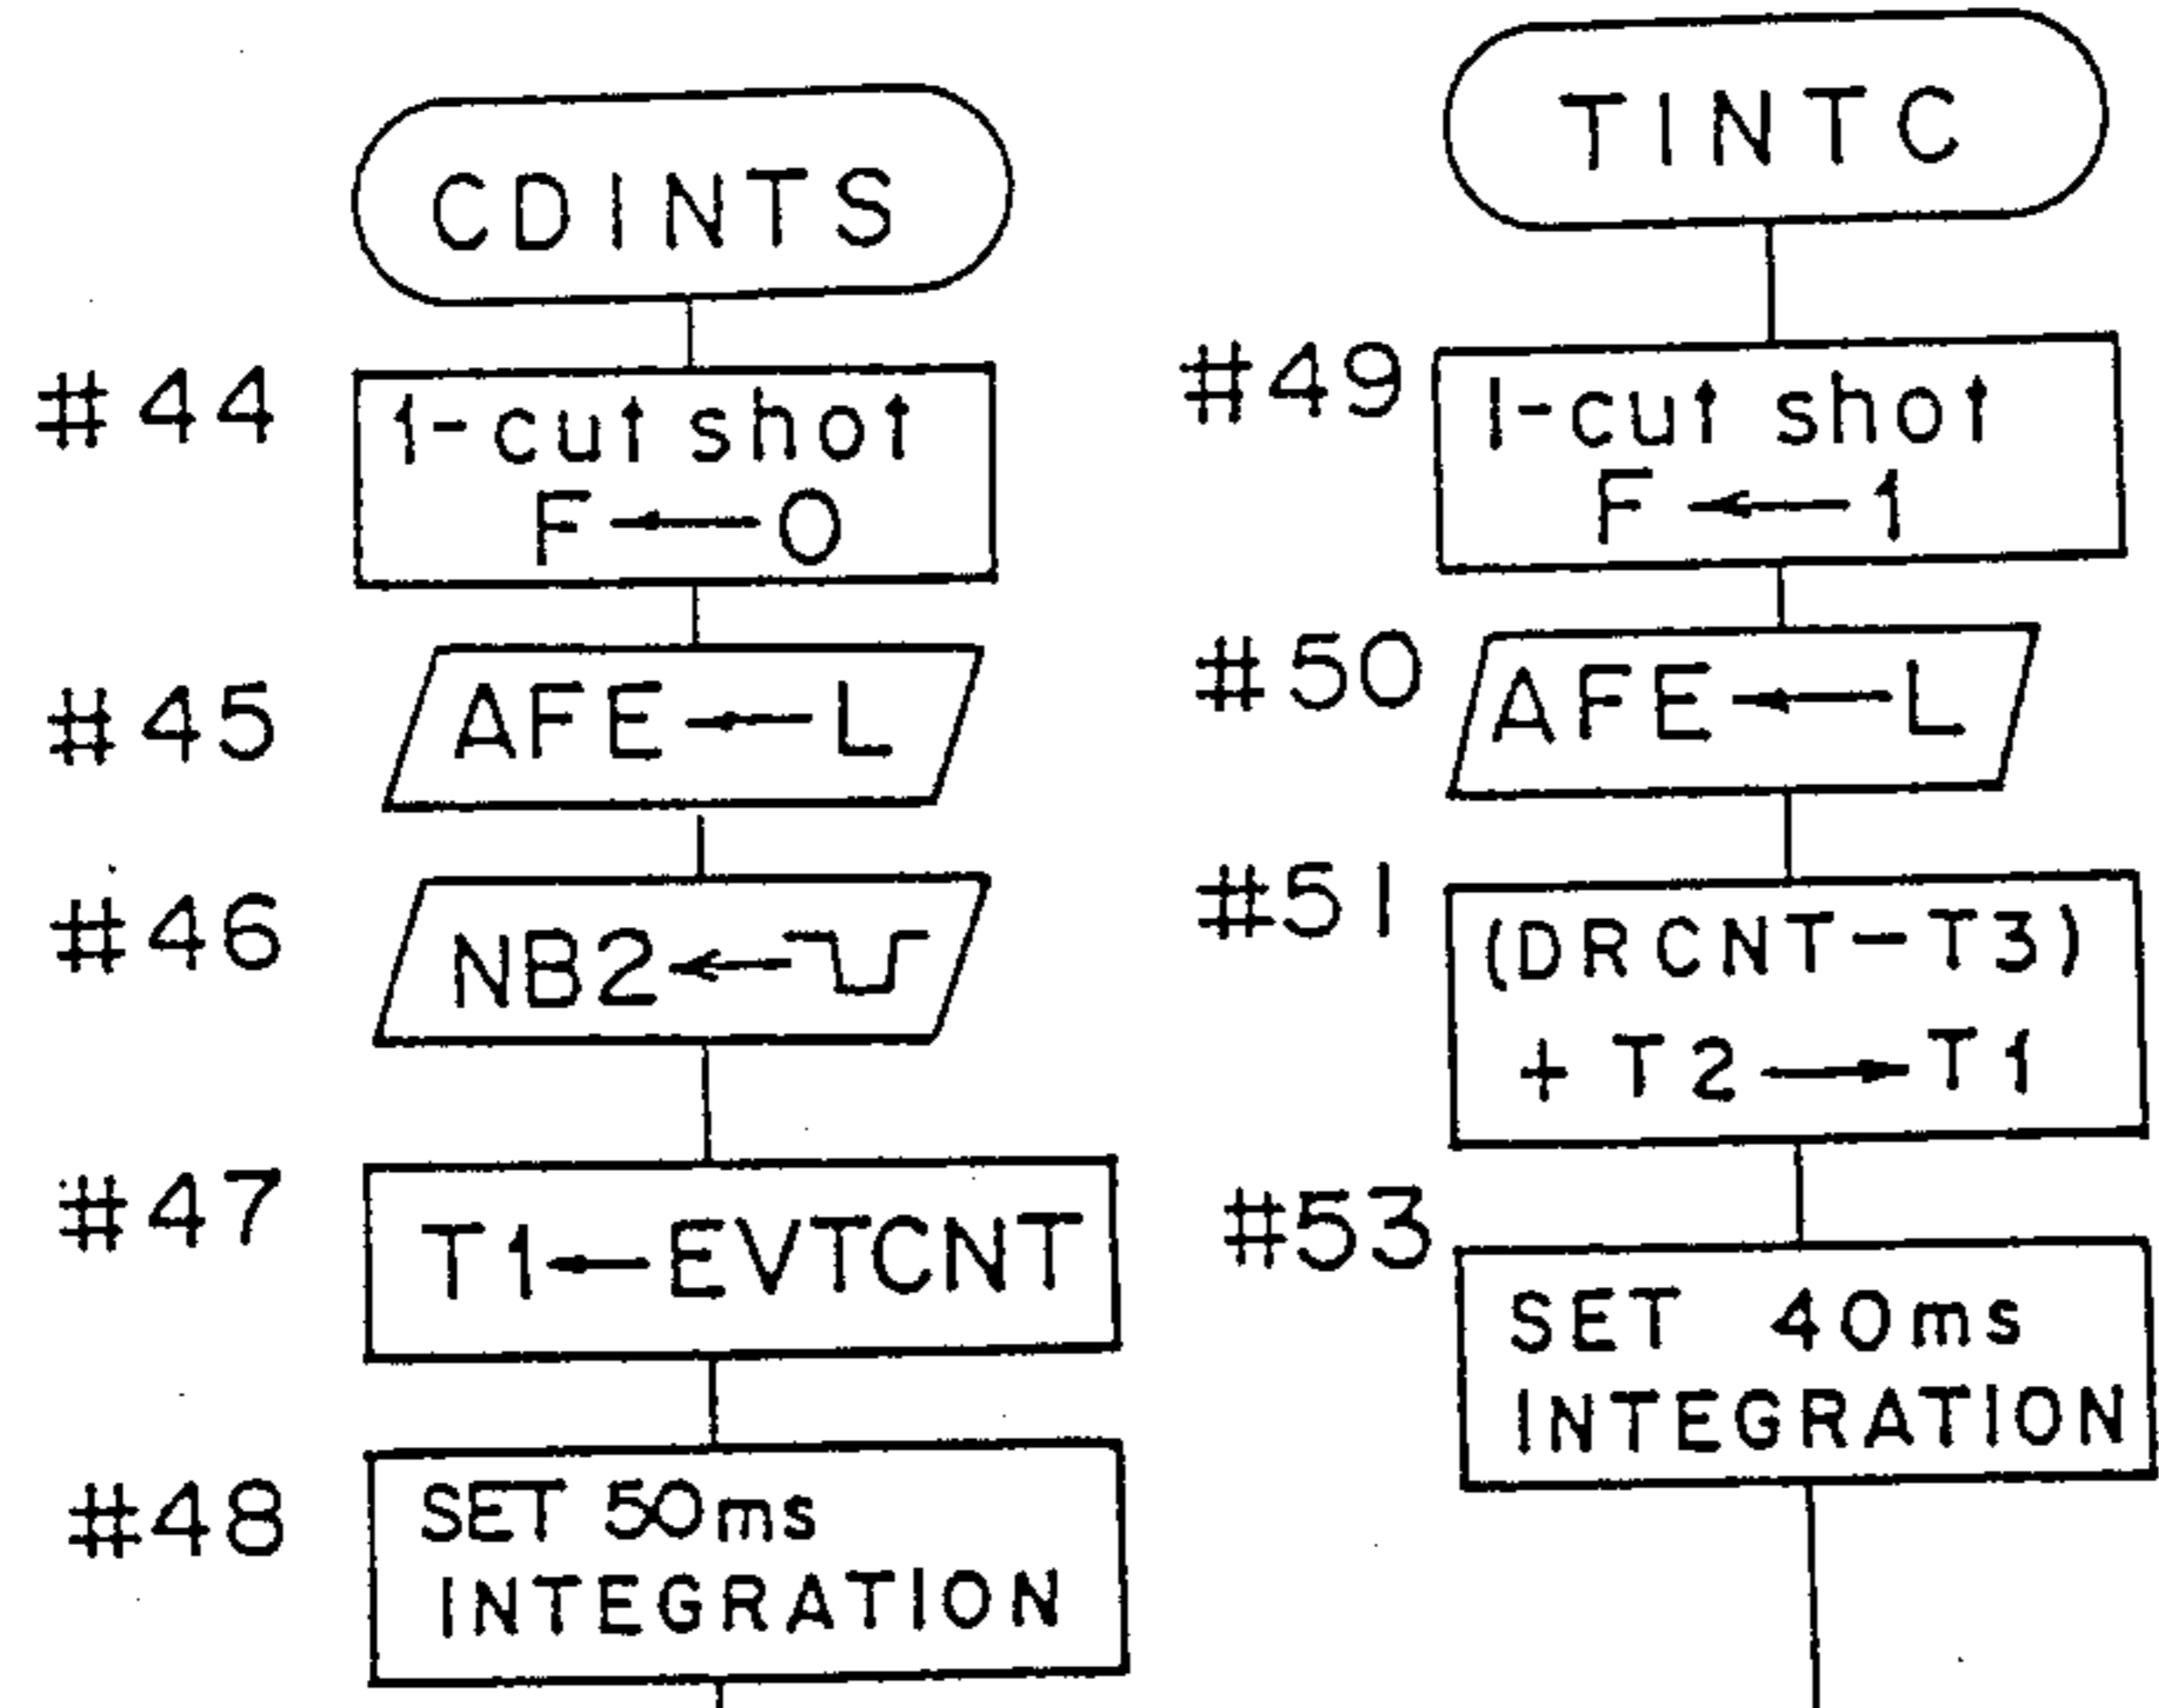 CDINTS
#44
1-cut shot
F←0
#45
AFE←L
#46
NB2←
#47
T1←EVTCNT
#48
SET 50ms
INTEGRATION
TINTC
#49
1-cut shot
F←1
#50
AFE←L
#51
(DRCNT-T3)
+T2→T1
#53
SET 40ms
INTEGRATION